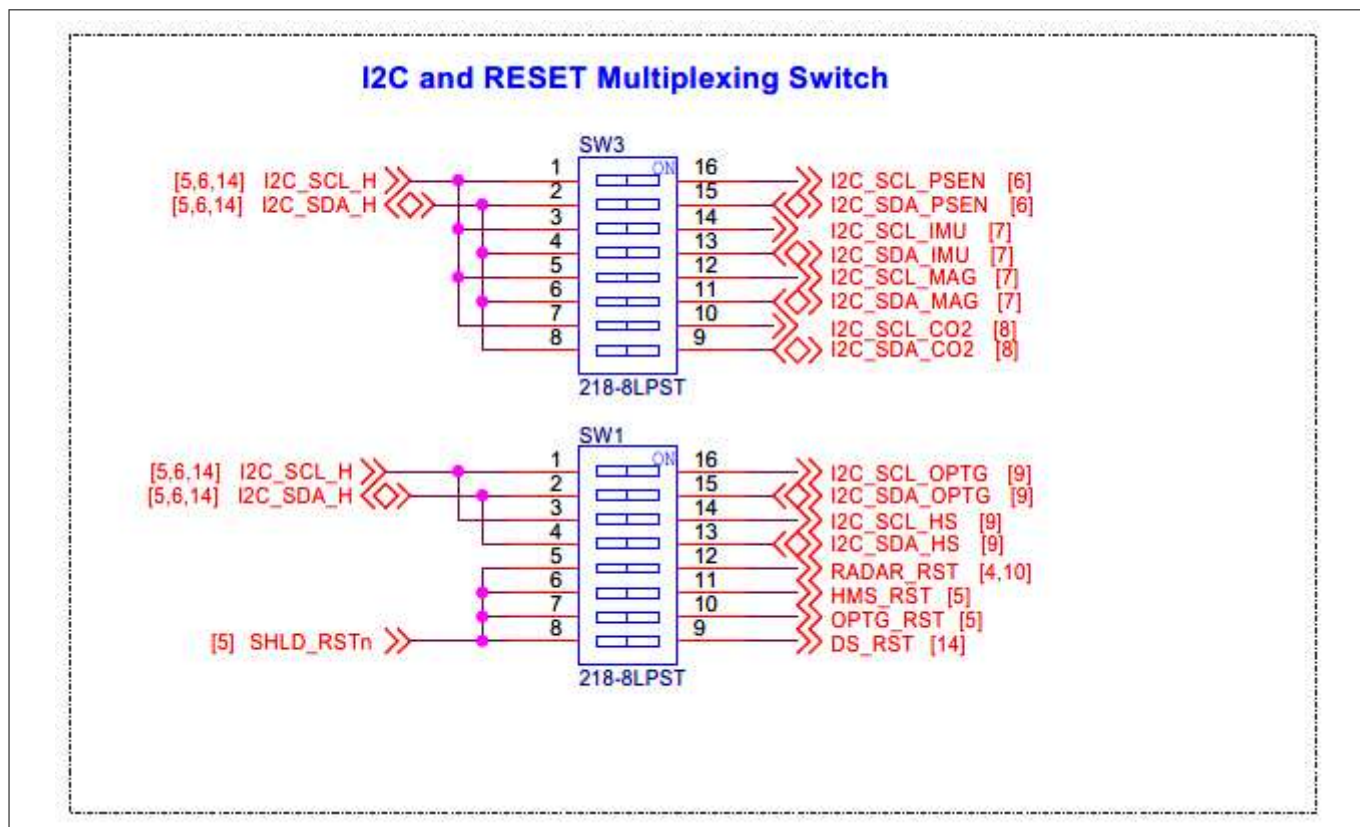 I2C and RESET Multiplexing Switch
SW3
ON
[5,6,14] I2C_SCL_H 1 16 I2C_SCL_PSEN [6]
[5,6,14] I2C_SDA_H 2 15 I2C_SDA_PSEN [6]
3 14 I2C_SCL_IMU [7]
4 13 I2C_SDA_IMU [7]
5 12 I2C_SCL_MAG [7]
6 11 I2C_SDA_MAG [7]
7 10 I2C_SCL_CO2 [8]
8 9 I2C_SDA_CO2 [8]
218-8LPST
SW1
ON
[5,6,14] I2C_SCL_H 1 16 I2C_SCL_OPTG [9]
[5,6,14] I2C_SDA_H 2 15 I2C_SDA_OPTG [9]
3 14 I2C_SCL_HS [9]
4 13 I2C_SDA_HS [9]
5 12 RADAR_RST [4,10]
6 11 HMS_RST [5]
7 10 OPTG_RST [5]
[5] SHLD_RSTn 8 9 DS_RST [14]
218-8LPST